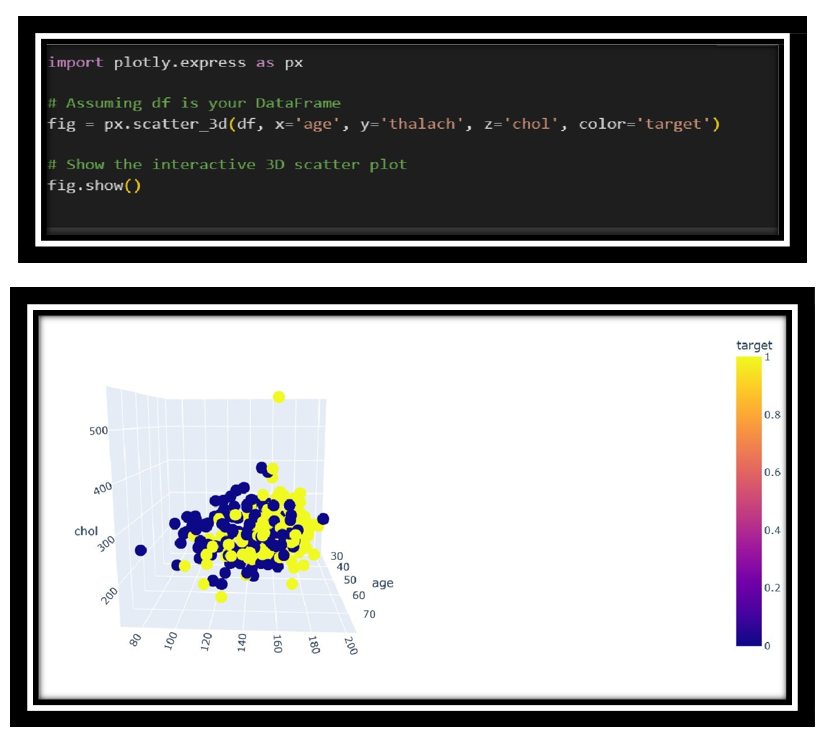 import plotly.express as px
# Assuming df is your DataFrame
fig = px.scatter_3d(df, x='age', y='thalach', z='chol', color='target')
# Show the interactive 3D scatter plot
fig.show()
target
1
0.8
0.6
0.4
0.2
0
500
400
chol
300
200
30
40
50
age
60
70
80
100
120
140
160
180
200